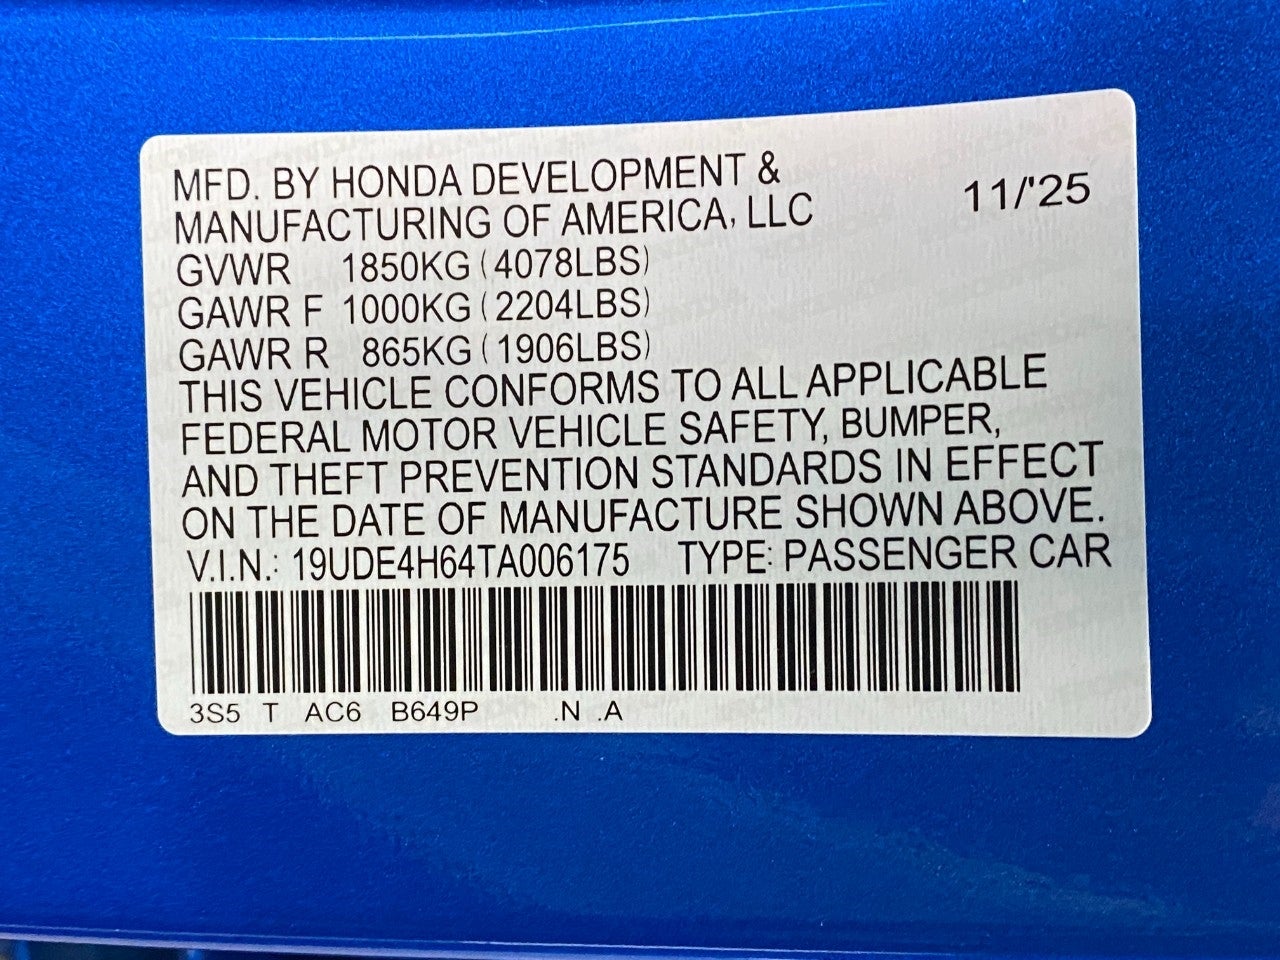 MFD. BY HONDA DEVELOPMENT &
MANUFACTURING OF AMERICA, LLC 11/'25
GVWR 1850KG (4078LBS)
GAWR F 1000KG (2204LBS)
GAWR R 865KG (1906LBS)
THIS VEHICLE CONFORMS TO ALL APPLICABLE
FEDERAL MOTOR VEHICLE SAFETY, BUMPER,
AND THEFT PREVENTION STANDARDS IN EFFECT
ON THE DATE OF MANUFACTURE SHOWN ABOVE.
V.I.N.: 19UDE4H64TA006175 TYPE: PASSENGER CAR
3S5 T AC6 B649P .N .A